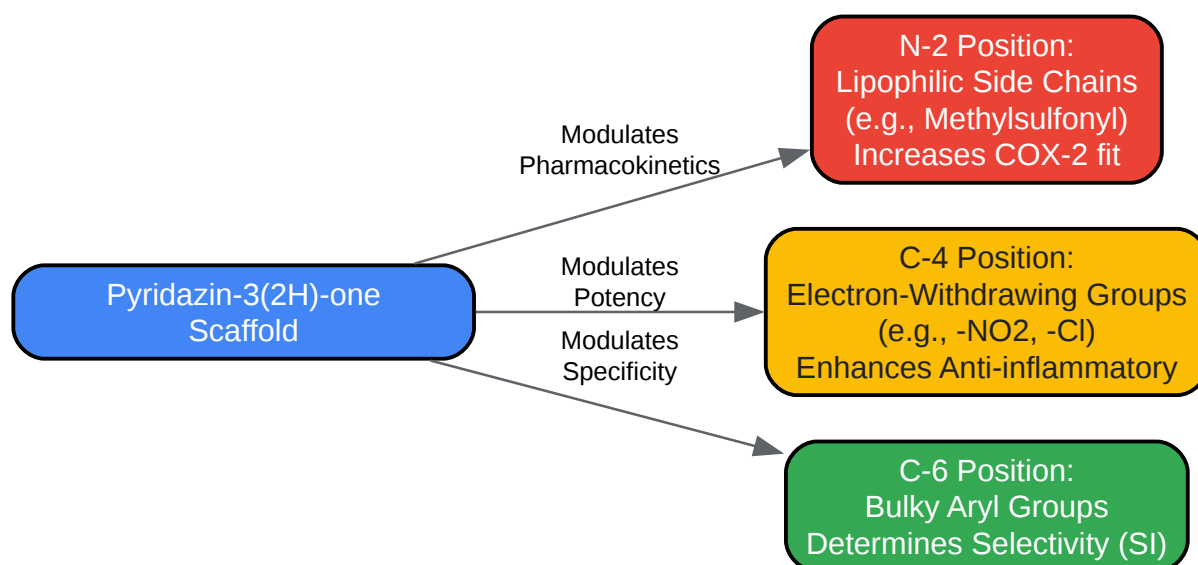 N-2 Position:
Lipophilic Side Chains
(e.g., Methylsulfonyl)
Increases COX-2 fit
Modulates
Pharmacokinetics
C-4 Position:
Electron-Withdrawing Groups
(e.g., -NO2, -Cl)
Enhances Anti-inflammatory
Modulates
Potency
Pyridazin-3(2H)-one
Scaffold
Modulates
Specificity
C-6 Position:
Bulky Aryl Groups
Determines Selectivity (SI)